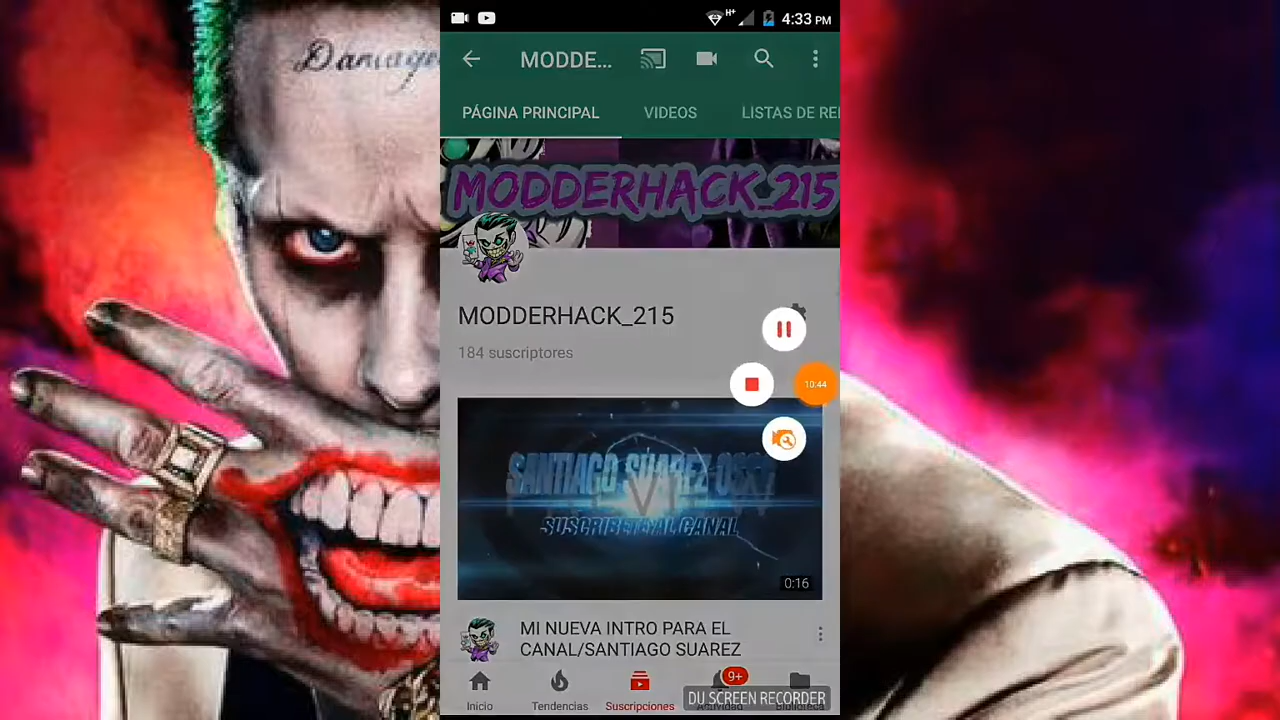 Damage
4:33 PM
H+
MODDE...
PÁGINA PRINCIPAL VIDEOS LISTAS DE RE
MODDERHACK_215
MODDERHACK_215
184 suscriptores
10:44
SANTIAGO SUAREZ
SUSCRIBETE AL CANAL
0:16
MI NUEVA INTRO PARA EL
CANAL/SANTIAGO SUAREZ
9+
DU SCREEN RECORDER
Inicio Tendencias Suscripciones Actividad Biblioteca